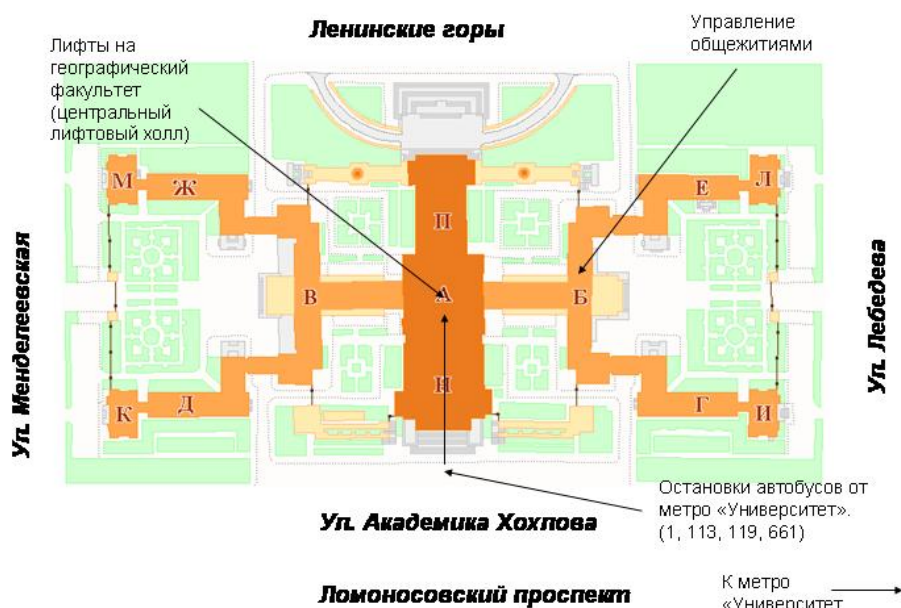 Ленинские горы
Управление
общежитиями
Лифты на
географический
факультет
(центральный
лифтовый холл)
М
Ж
П
Е
Л
В
А
Б
Ул. Менделеевская
Ул. Лебедева
К
Д
Н
Г
И
Остановки автобусов от
метро «Университет».
(1, 113, 119, 661)
Ул. Академика Хохлова
Ломоносовский проспект
К метро
«Университет